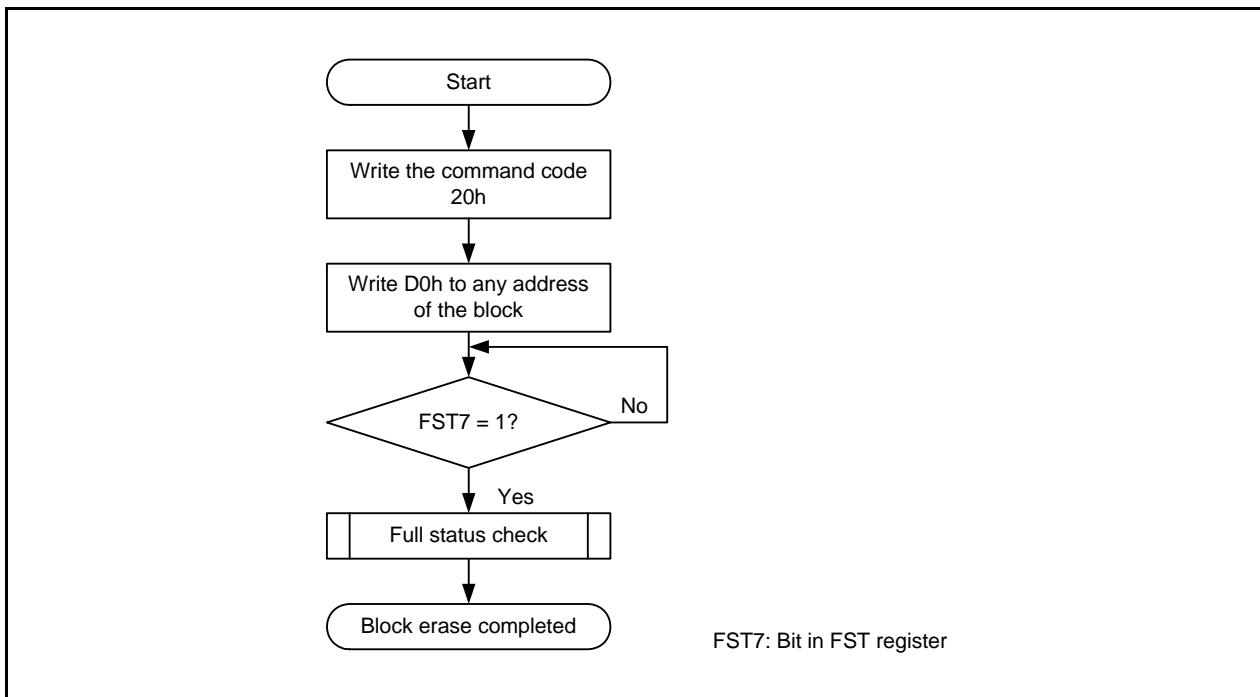 Start
Write the command code
20h
Write D0h to any address
of the block
FST7 = 1?
No
Yes
Full status check
Block erase completed
FST7: Bit in FST register